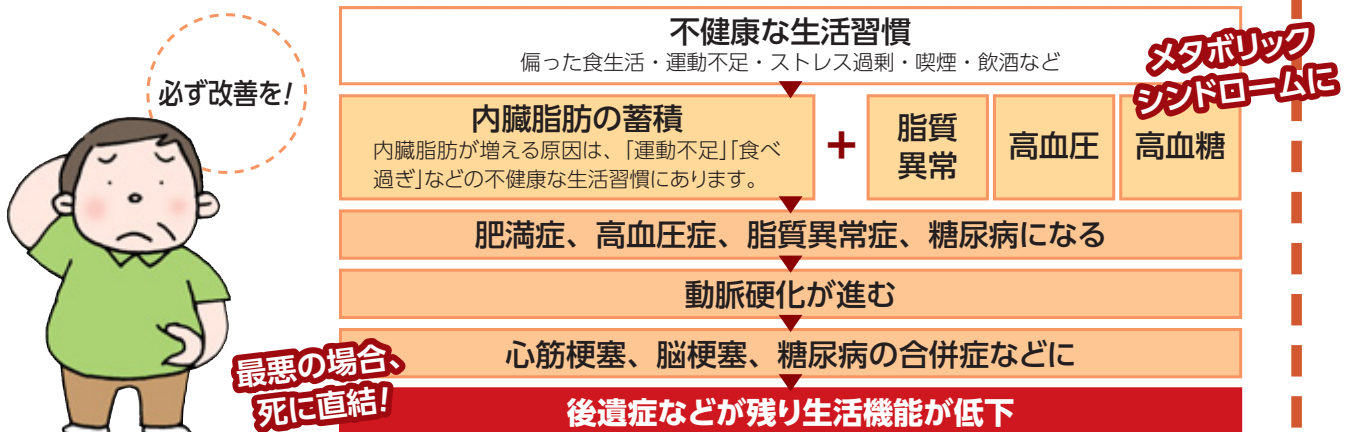 不健康な生活習慣
偏った食生活・運動不足・ストレス過剰・喫煙・飲酒など
メタボリック
シンドロームに
必ず改善を!
内臓脂肪の蓄積
内臓脂肪が増える原因は、「運動不足」「食べ
過ぎ」などの不健康な生活習慣にあります。
+
脂質
異常
高血圧
高血糖
肥満症、高血圧症、脂質異常症、糖尿病になる
動脈硬化が進む
心筋梗塞、脳梗塞、糖尿病の合併症などに
最悪の場合、
死に直結!
後遺症などが残り生活機能が低下